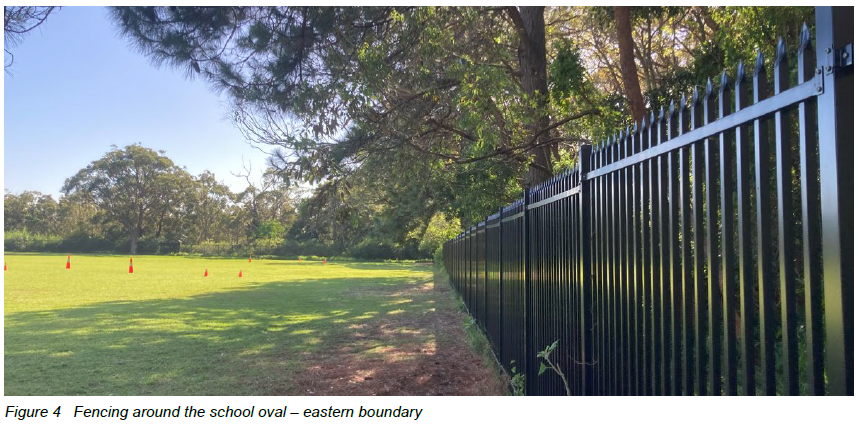 Figure 4 Fencing around the school oval – eastern boundary